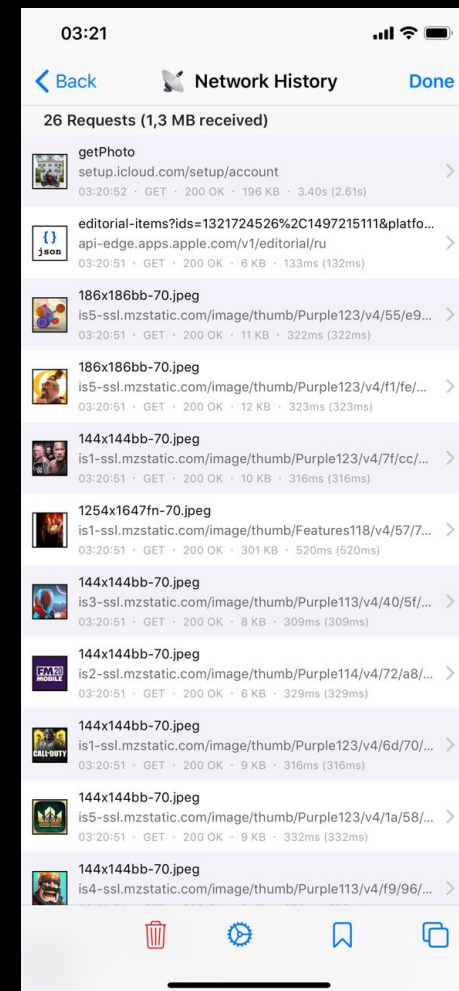 03:21
Back
Network History
Done
26 Requests (1,3 MB received)
getPhoto
setup.icloud.com/setup/account
03:20:52 · GET · 200 OK · 196 KB · 3.40s (2.61s)
{}
json
editorial-items?ids=1321724526%2C1497215111&platfo...
api-edge.apps.apple.com/v1/editorial/ru
03:20:51 · GET · 200 OK · 6 KB · 133ms (132ms)
186x186bb-70.jpeg
is5-ssl.mzstatic.com/image/thumb/Purple123/v4/55/e9...
03:20:51 · GET · 200 OK · 11 KB · 322ms (322ms)
186x186bb-70.jpeg
is5-ssl.mzstatic.com/image/thumb/Purple123/v4/f1/fe/...
03:20:51 · GET · 200 OK · 12 KB · 323ms (323ms)
144x144bb-70.jpeg
is1-ssl.mzstatic.com/image/thumb/Purple123/v4/7f/cc/...
03:20:51 · GET · 200 OK · 10 KB · 316ms (316ms)
1254x1647fn-70.jpeg
is1-ssl.mzstatic.com/image/thumb/Features118/v4/57/7...
03:20:51 · GET · 200 OK · 301 KB · 520ms (520ms)
144x144bb-70.jpeg
is3-ssl.mzstatic.com/image/thumb/Purple113/v4/40/5f/...
03:20:51 · GET · 200 OK · 8 KB · 309ms (309ms)
FM20
MOBILE
144x144bb-70.jpeg
is2-ssl.mzstatic.com/image/thumb/Purple114/v4/72/a8/...
03:20:51 · GET · 200 OK · 6 KB · 329ms (329ms)
CALL·DUTY
144x144bb-70.jpeg
is1-ssl.mzstatic.com/image/thumb/Purple123/v4/6d/70/...
03:20:51 · GET · 200 OK · 9 KB · 316ms (316ms)
144x144bb-70.jpeg
is5-ssl.mzstatic.com/image/thumb/Purple123/v4/1a/58/...
03:20:51 · GET · 200 OK · 9 KB · 332ms (332ms)
144x144bb-70.jpeg
is4-ssl.mzstatic.com/image/thumb/Purple113/v4/f9/96/...